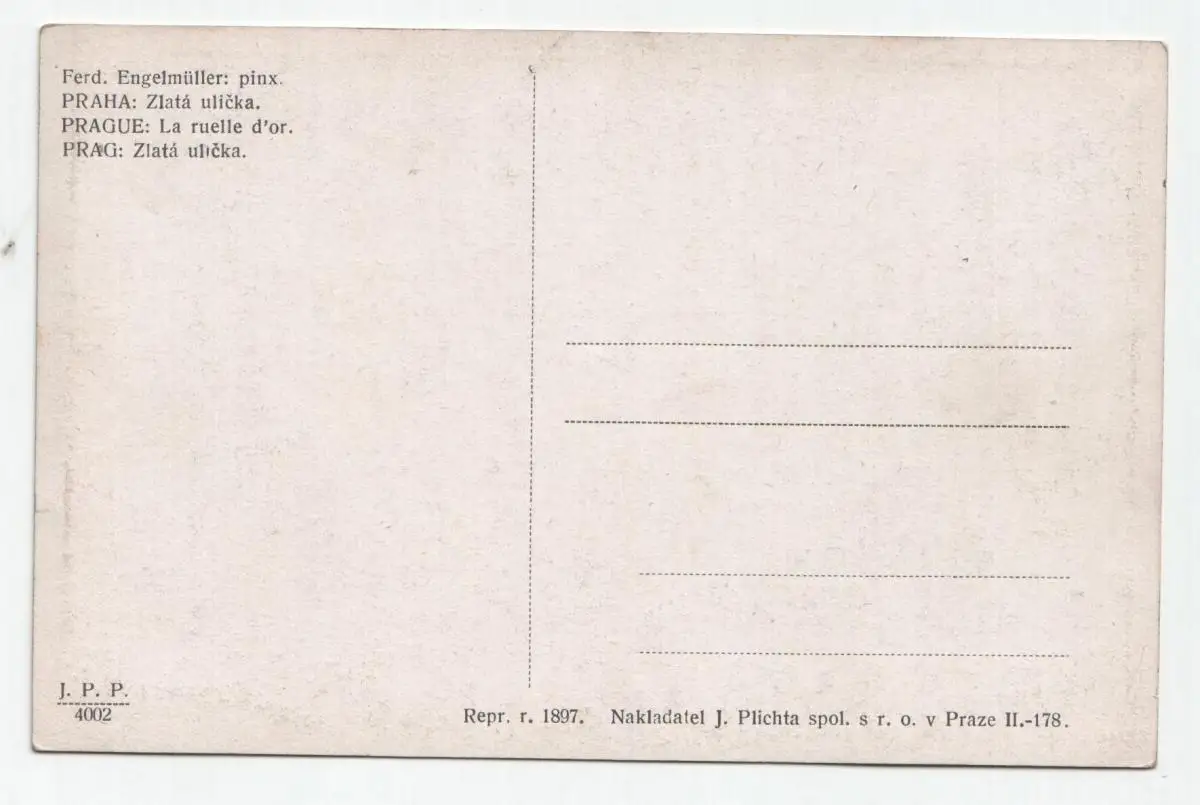 Ferd. Engelmüller: pinx.
PRAHA: Zlatá ulička.
PRAGUE: La ruelle d'or.
PRAG: Zlatá ulička.
J. P. P.
4002
Repr. r. 1897. Nakladatel J. Plichta spol. s r. o. v Praze II.-178.